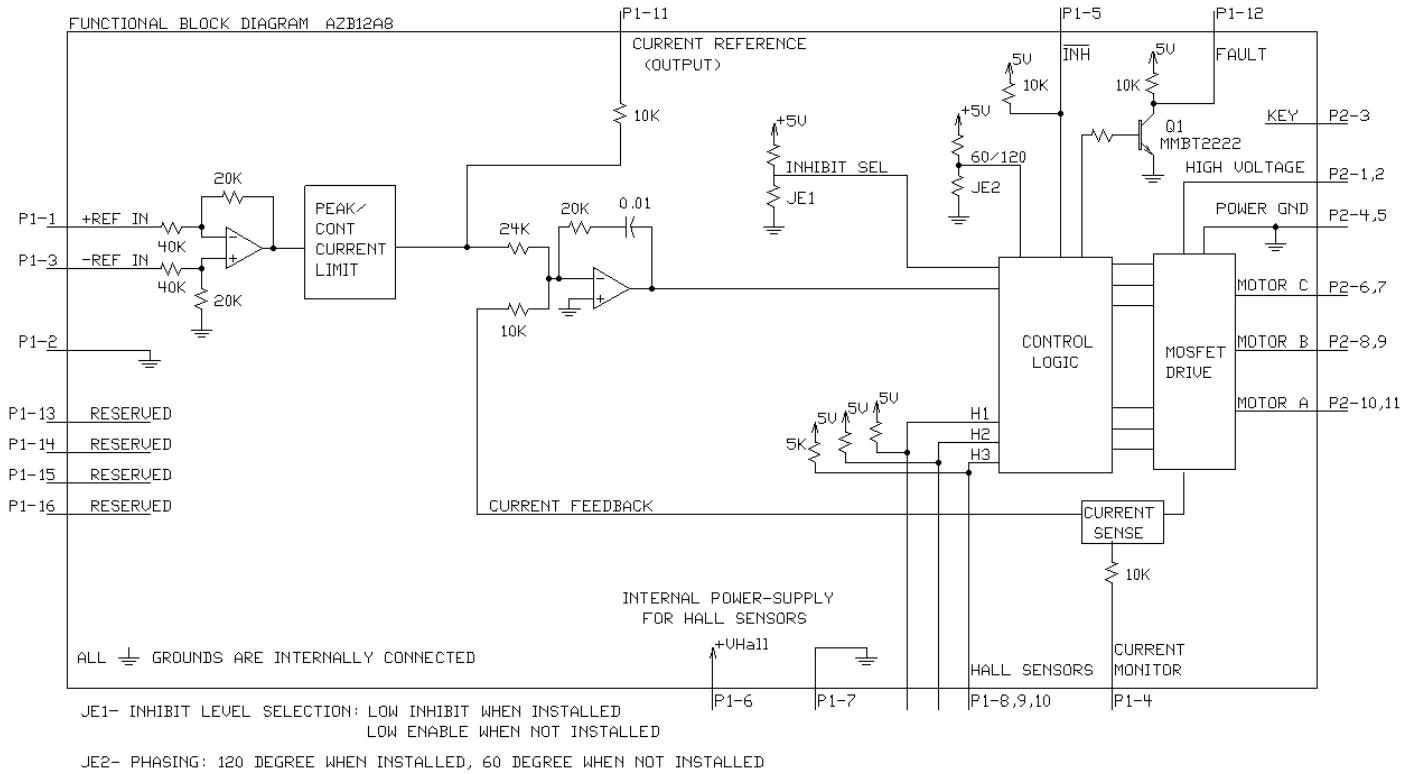 P1-11
P1-5
P1-12
FUNCTIONAL BLOCK DIAGRAM AZB12A8
CURRENT REFERENCE
(OUTPUT)
INH
FAULT
5V
10K
5V
10K
10K
KEY
P2-3
Q1
MMBT2222
+5V
+5V
60/120
INHIBIT SEL
JE1
JE2
HIGH VOLTAGE
P2-1,2
POWER GND
P2-4,5
20K
P1-1
+REF IN
40K
P1-3
-REF IN
40K
20K
PEAK/
CONT
CURRENT
LIMIT
24K
20K
0.01
10K
MOTOR C
P2-6,7
P1-2
CONTROL
LOGIC
MOSFET
DRIVE
MOTOR B
P2-8,9
MOTOR A
P2-10,11
P1-13
RESERVED
P1-14
RESERVED
P1-15
RESERVED
P1-16
RESERVED
5V
5V
5V
5K
H1
H2
H3
CURRENT FEEDBACK
CURRENT
SENSE
10K
INTERNAL POWER-SUPPLY
FOR HALL SENSORS
+VHall
ALL GROUNDS ARE INTERNALLY CONNECTED
HALL SENSORS
CURRENT
MONITOR
P1-6
P1-7
P1-8,9,10
P1-4
JE1- INHIBIT LEVEL SELECTION: LOW INHIBIT WHEN INSTALLED
LOW ENABLE WHEN NOT INSTALLED
JE2- PHASING: 120 DEGREE WHEN INSTALLED, 60 DEGREE WHEN NOT INSTALLED